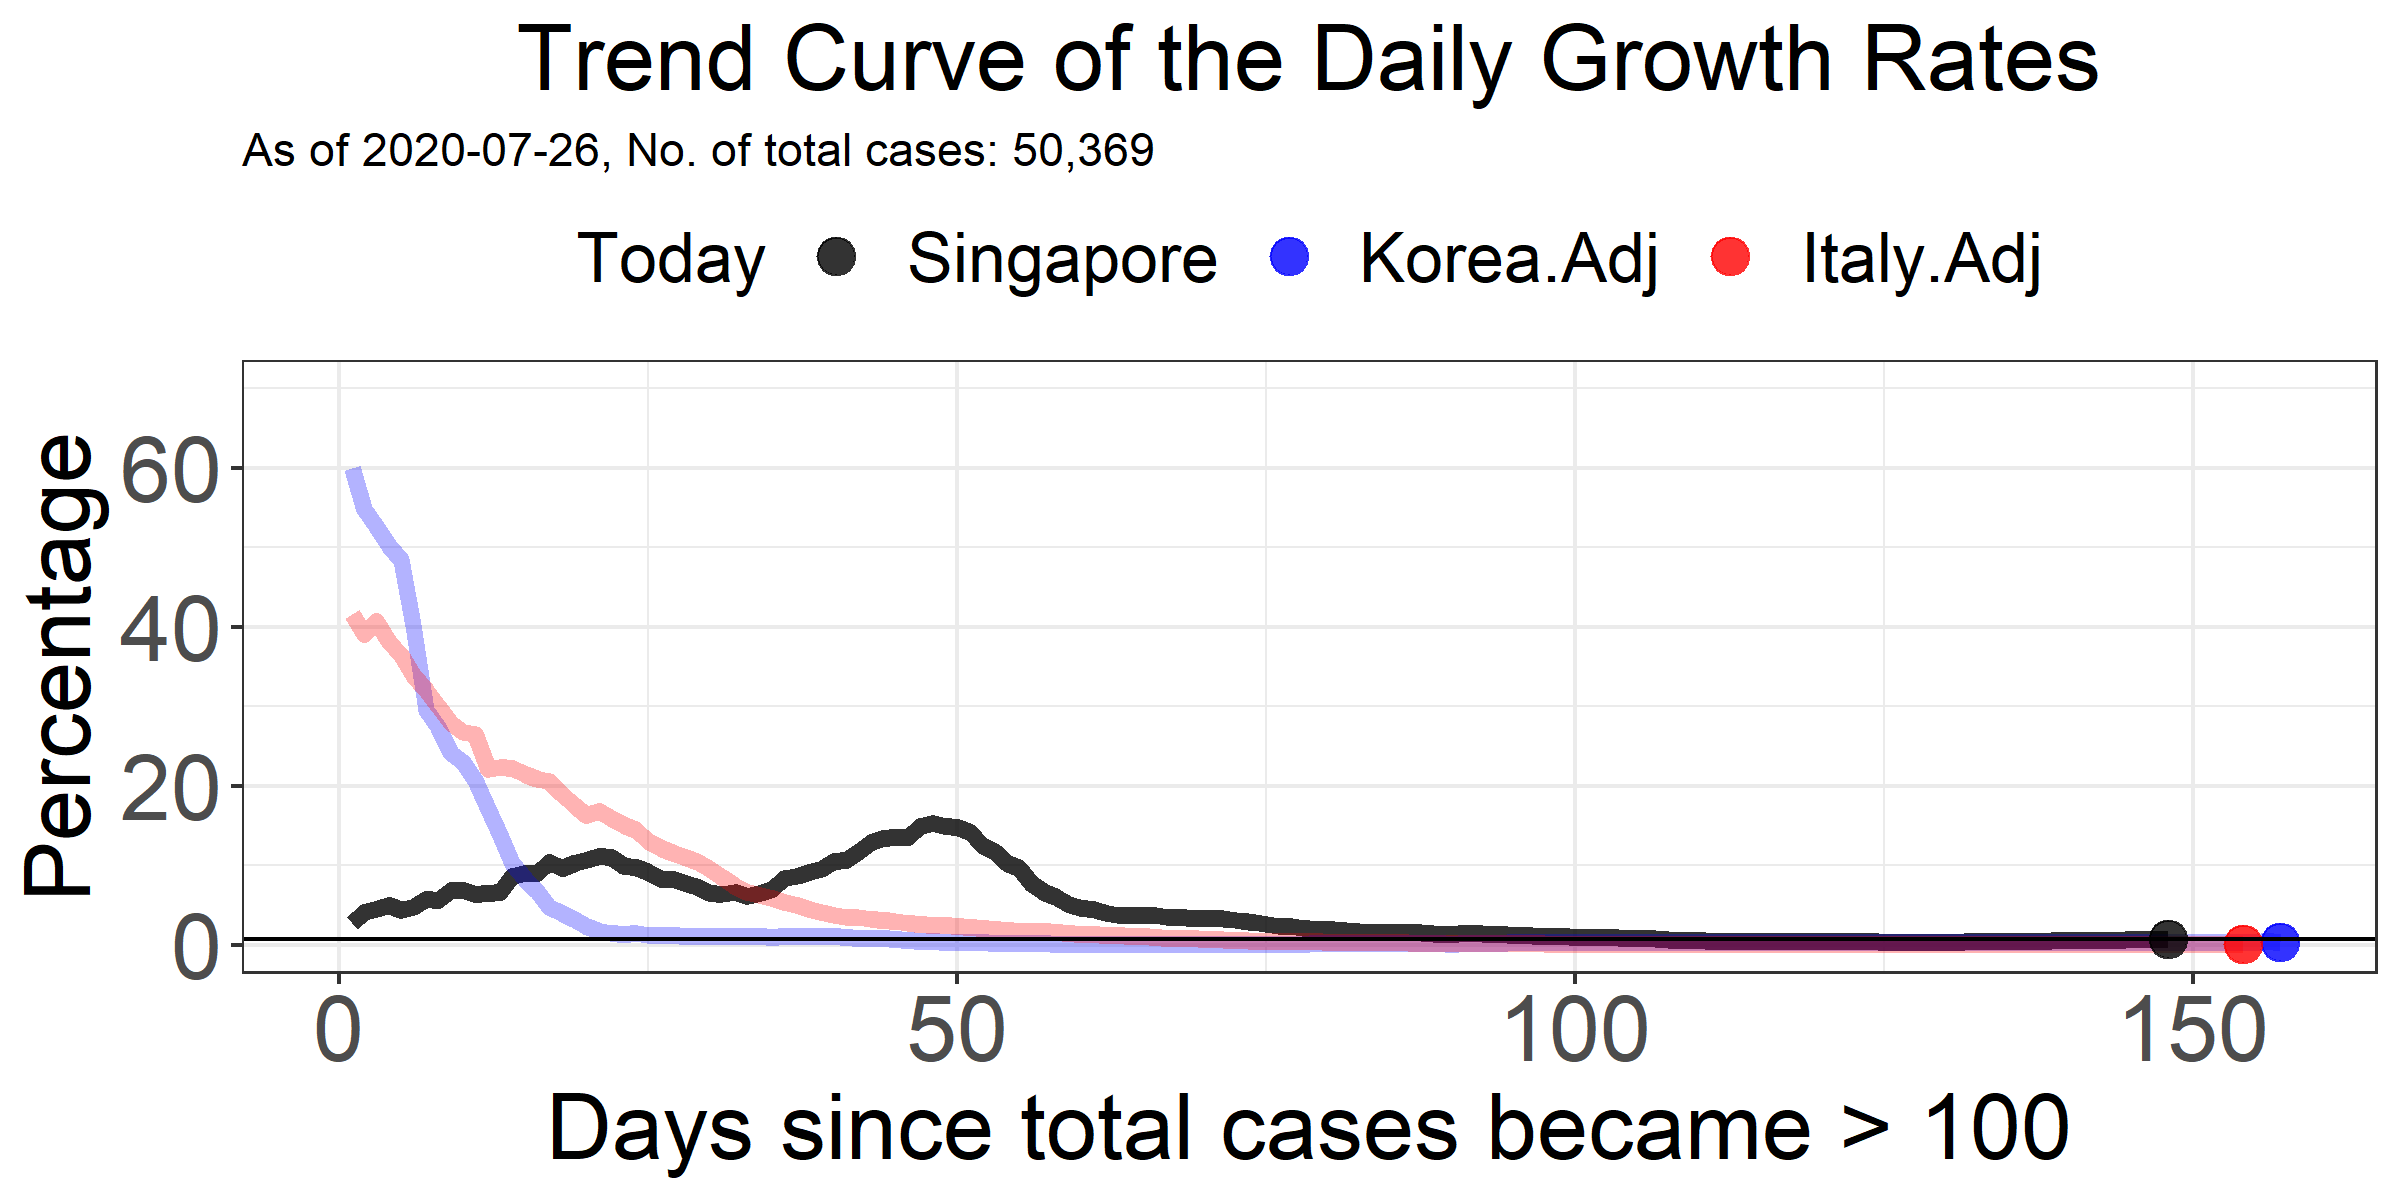 Trend Curve of the Daily Growth Rates
As of 2020-07-26, No. of total cases: 50,369
Today Singapore Korea.Adj Italy.Adj
Percentage
60
40
20
0
0 50 100 150
Days since total cases became > 100